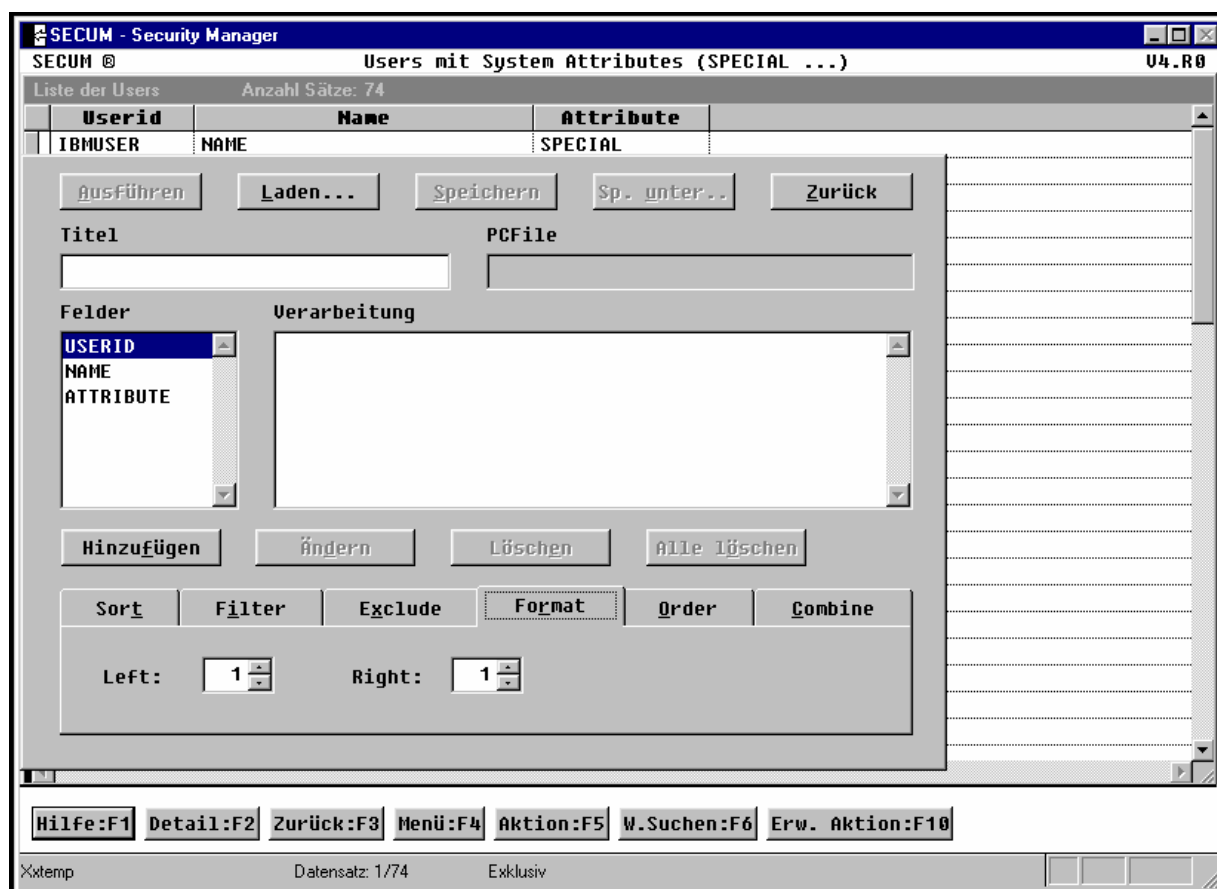 SECUM - Security Manager
SECUM ® Users mit System Attributes (SPECIAL ...) V4.R0
Liste der Users Anzahl Sätze: 74
Userid Name Attribute
IBMUSER NAME SPECIAL
Ausführen Laden... Speichern Sp. unter.. Zurück
Titel PCFile
Felder Verarbeitung
USERID
NAME
ATTRIBUTE
Hinzufügen Ändern Löschen Alle löschen
Sort Filter Exclude Format Order Combine
Left: 1 Right: 1
Hilfe:F1 Detail:F2 Zurück:F3 Menü:F4 Aktion:F5 W.Suchen:F6 Erw. Aktion:F10
Xxtemp Datensatz: 1/74 Exklusiv